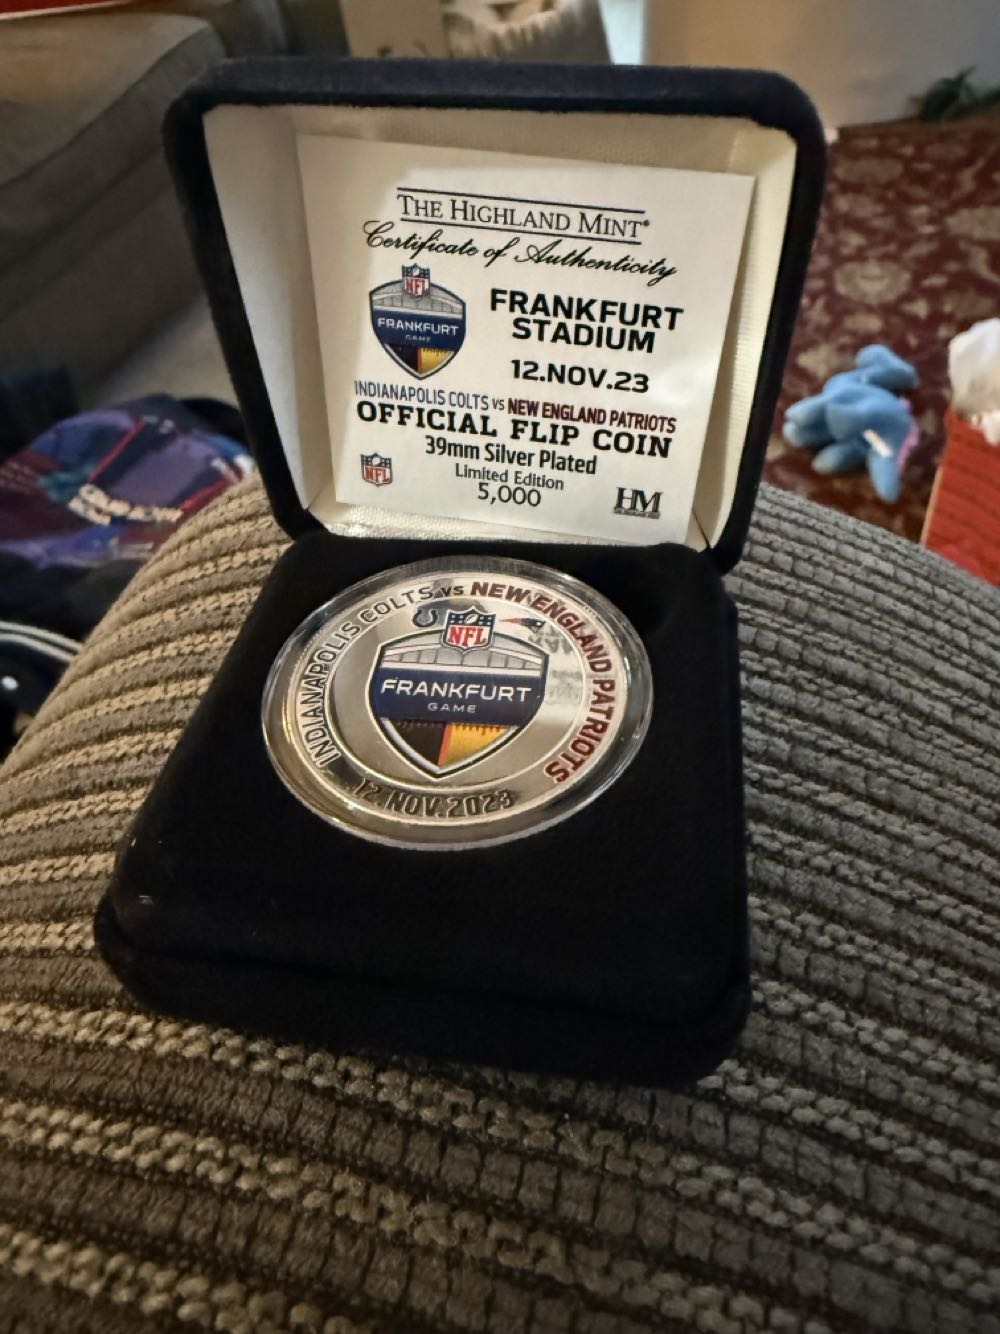 THE HIGHLAND MINT®
Certificate of Authenticity
NFL
FRANKFURT
GAME
FRANKFURT
STADIUM
12.NOV.23
INDIANAPOLIS COLTS VS NEW ENGLAND PATRIOTS
OFFICIAL FLIP COIN
39mm Silver Plated
Limited Edition
5,000
NFL
HM
INDIANAPOLIS COLTS VS NEW ENGLAND PATRIOTS
NFL
FRANKFURT
GAME
12.NOV.2023